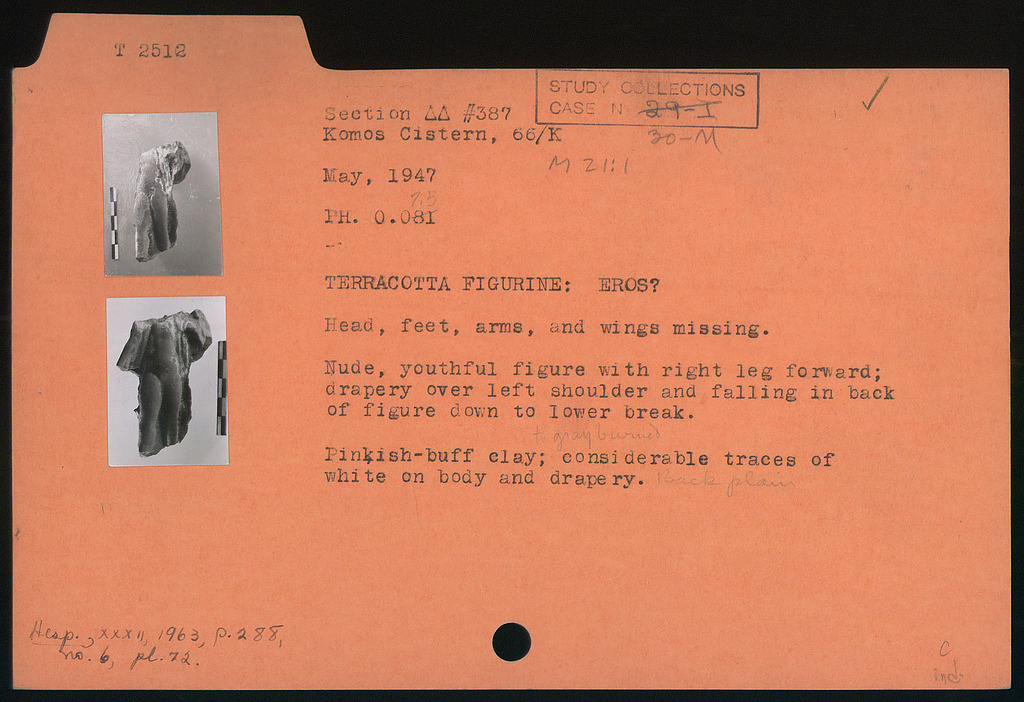 T 2512
STUDY COLLECTIONS
CASE N 29-I
30-M
Section ΔΔ #387
Komos Cistern, 66/K
M 21:1
May, 1947
7.5
PH. 0.081
TERRACOTTA FIGURINE: EROS?
Head, feet, arms, and wings missing.
Nude, youthful figure with right leg forward;
drapery over left shoulder and falling in back
of figure down to lower break.
to gray burned
Pinkish-buff clay; considerable traces of
white on body and drapery. Back plain
Hesp., XXXII, 1963, p. 288,
no. 6, pl. 72.
C
ind.